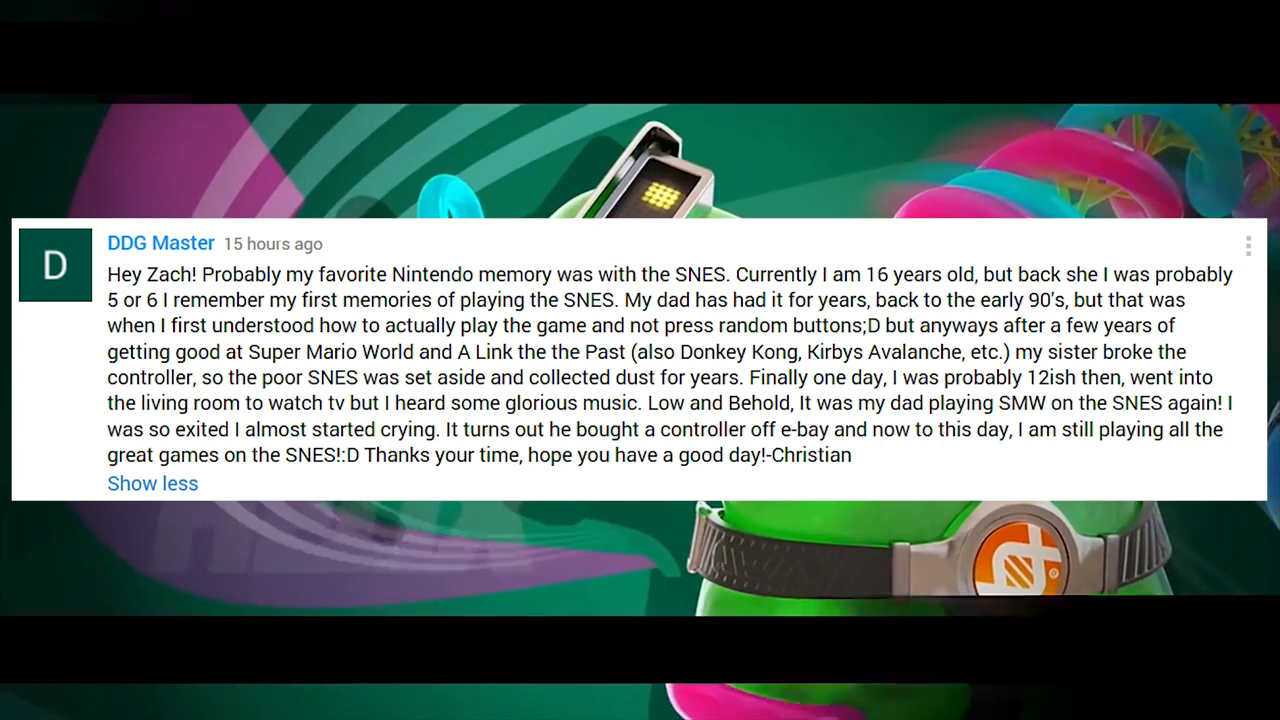 D
DDG Master 15 hours ago
Hey Zach! Probably my favorite Nintendo memory was with the SNES. Currently I am 16 years old, but back she I was probably
5 or 6 I remember my first memories of playing the SNES. My dad has had it for years, back to the early 90's, but that was
when I first understood how to actually play the game and not press random buttons;D but anyways after a few years of
getting good at Super Mario World and A Link the the Past (also Donkey Kong, Kirbys Avalanche, etc.) my sister broke the
controller, so the poor SNES was set aside and collected dust for years. Finally one day, I was probably 12ish then, went into
the living room to watch tv but I heard some glorious music. Low and Behold, It was my dad playing SMW on the SNES again! I
was so exited I almost started crying. It turns out he bought a controller off e-bay and now to this day, I am still playing all the
great games on the SNES!:D Thanks your time, hope you have a good day!-Christian
Show less